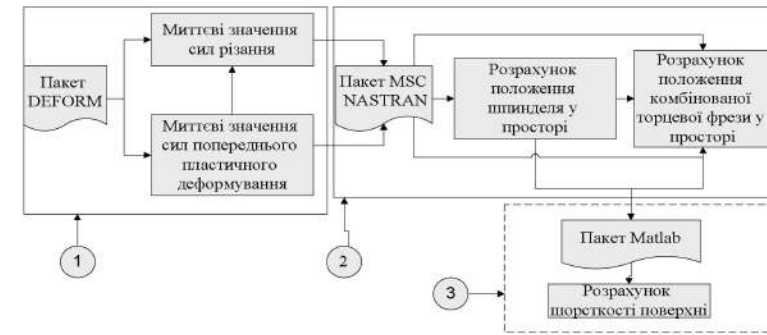 Пакет
DEFORM
Миттєві значення
сил різання
Миттєві значення
сил попереднього
пластичного
деформування
Пакет MSC
NASTRAN
Розрахунок
положення
шпинделя у
просторі
Розрахунок
положення
комбінованої
торцевої фрези у
просторі
1
2
Пакет Matlab
3
Розрахунок
шорсткості поверхні